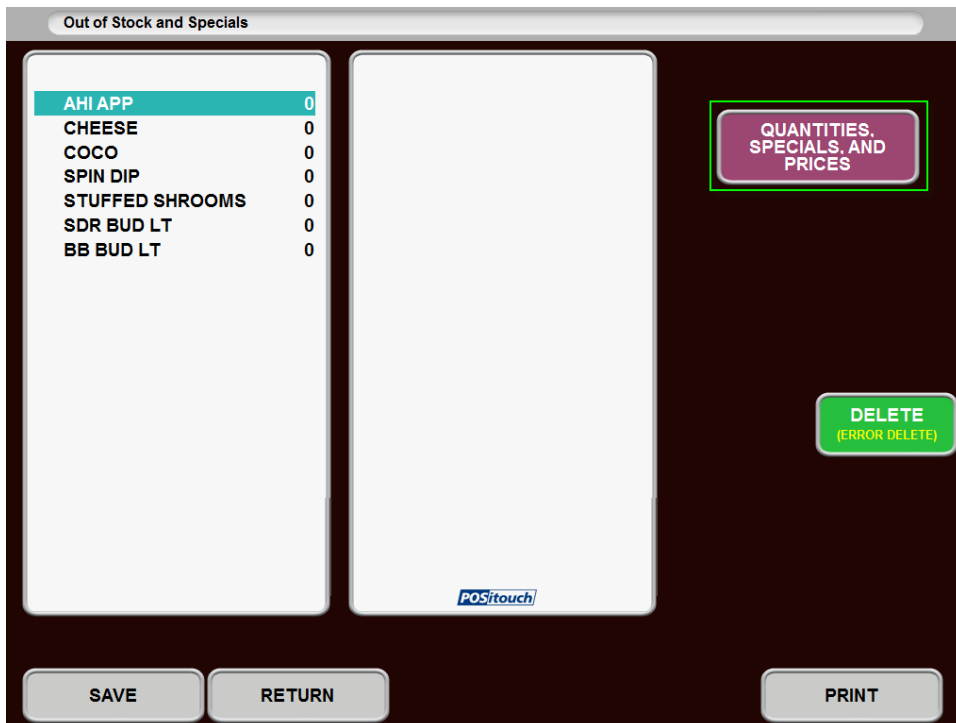 Out of Stock and Specials
AHI APP 0
CHEESE 0
COCO 0
SPIN DIP 0
STUFFED SHROOMS 0
SDR BUD LT 0
BB BUD LT 0
QUANTITIES,
SPECIALS, AND
PRICES
DELETE
(ERROR DELETE)
POSitouch
SAVE
RETURN
PRINT